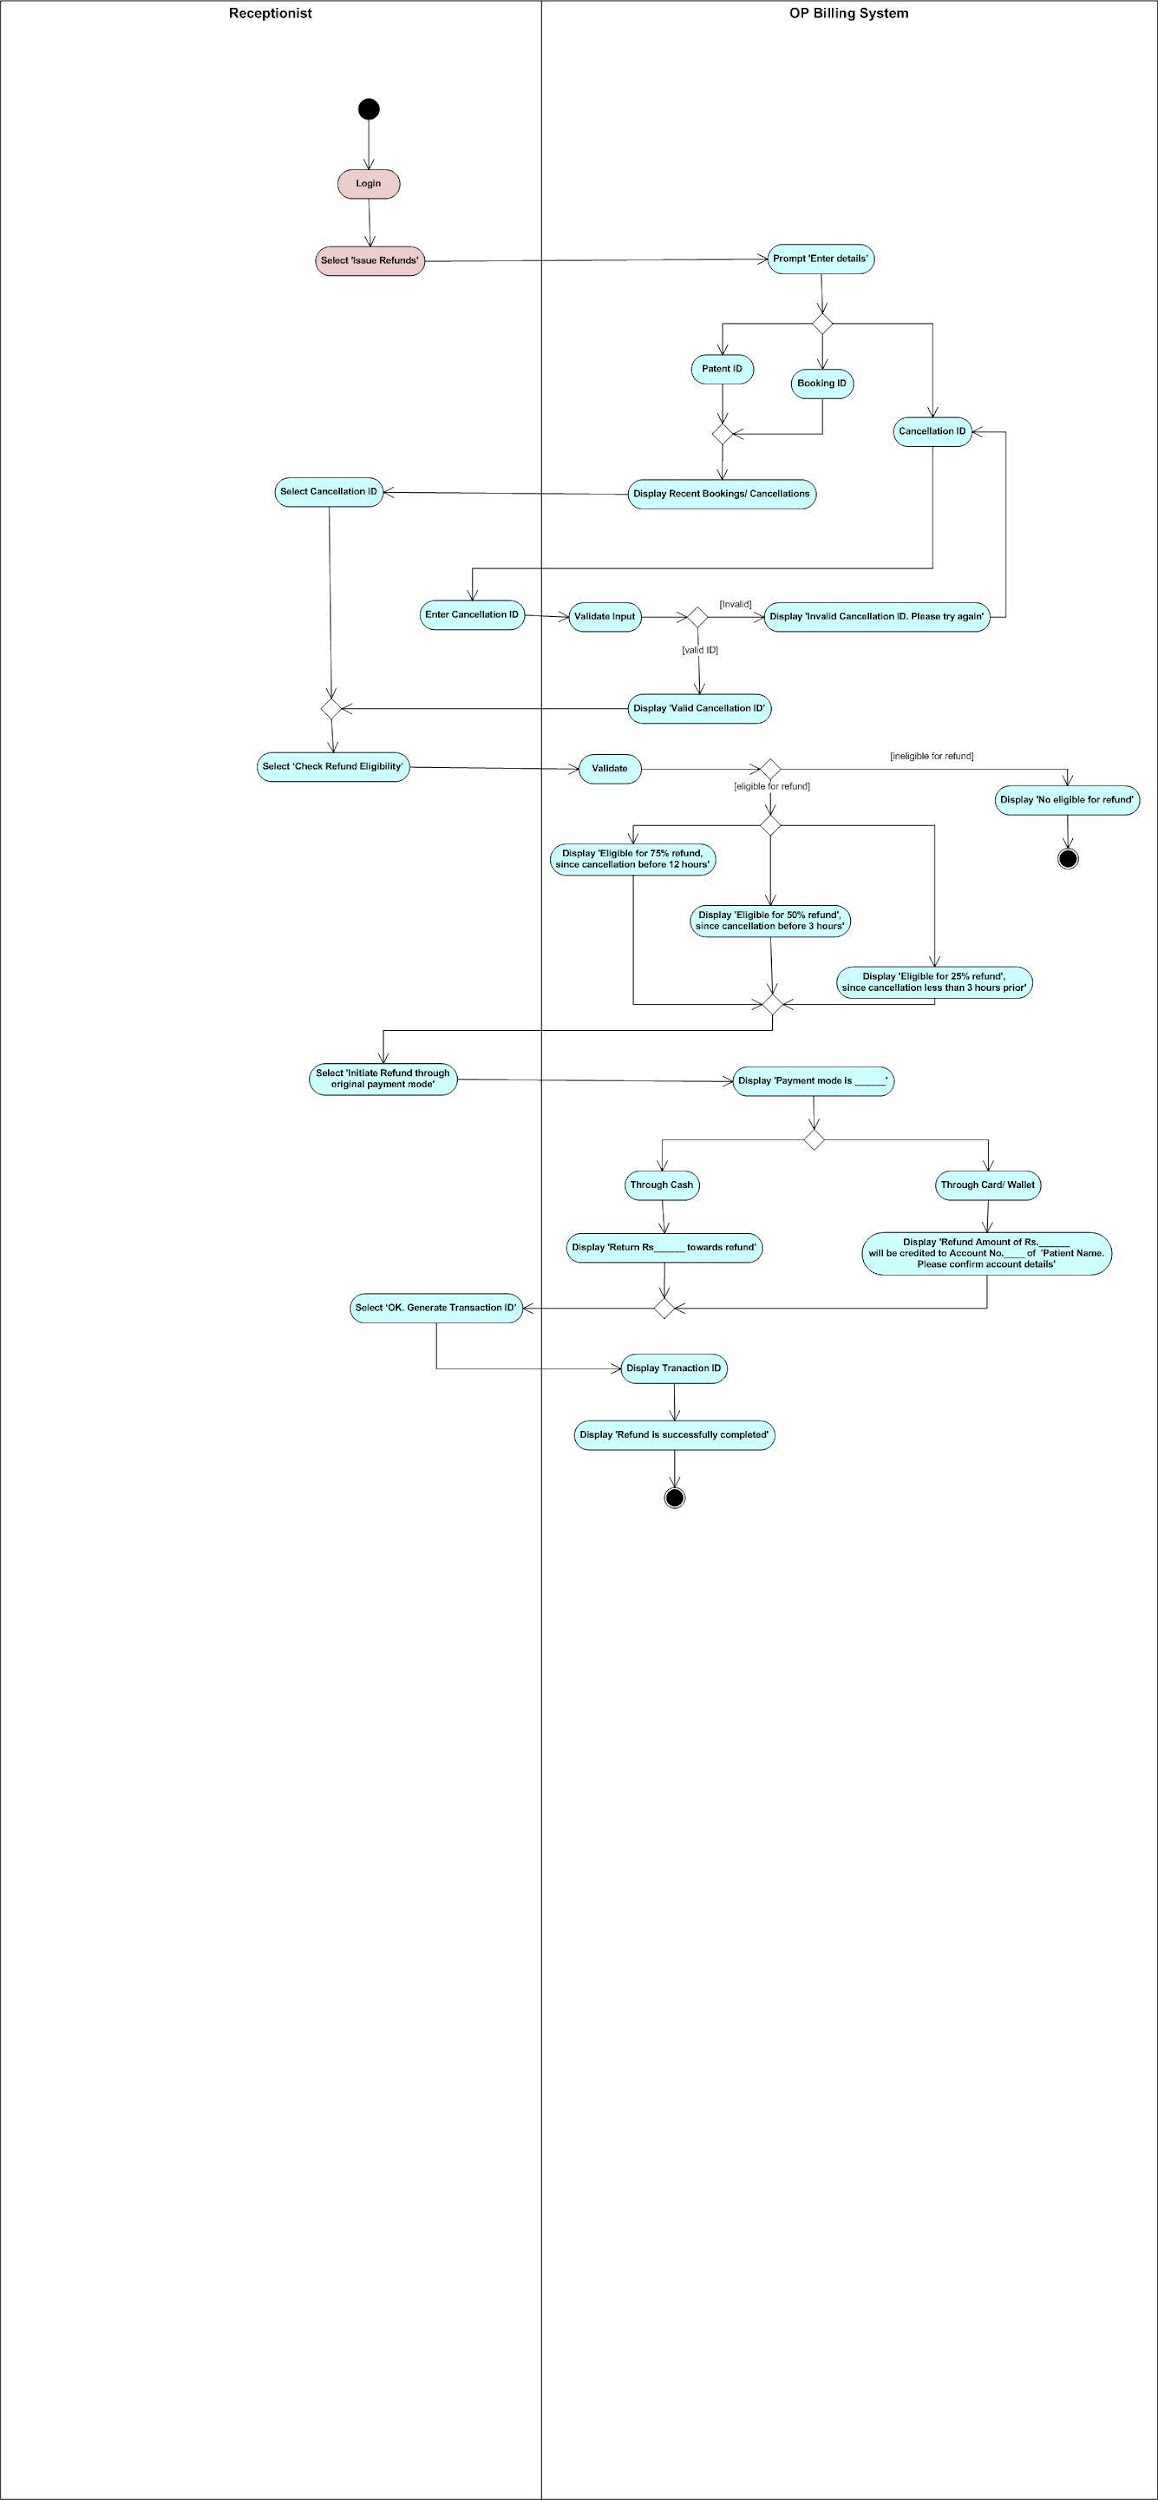 Receptionist
OP Billing System
Login
Select 'Issue Refunds'
Prompt 'Enter details'
Patent ID
Booking ID
Cancellation ID
Select Cancellation ID
Display Recent Bookings/ Cancellations
Enter Cancellation ID
Validate Input
[Invalid]
Display 'Invalid Cancellation ID. Please try again'
[valid ID]
Display 'Valid Cancellation ID'
Select 'Check Refund Eligibility'
Validate
[ineligible for refund]
[eligible for refund]
Display 'No eligible for refund'
Display 'Eligible for 75% refund,
since cancellation before 12 hours'
Display 'Eligible for 50% refund',
since cancellation before 3 hours'
Display 'Eligible for 25% refund',
since cancellation less than 3 hours prior'
Select 'Initiate Refund through
original payment mode'
Display 'Payment mode is ______'
Through Cash
Through Card/ Wallet
Display 'Return Rs______ towards refund'
Display 'Refund Amount of Rs.______
will be credited to Account No.____ of 'Patient Name.
Please confirm account details'
Select ‘OK. Generate Transaction ID’
Display Tranaction ID
Display 'Refund is successfully completed'